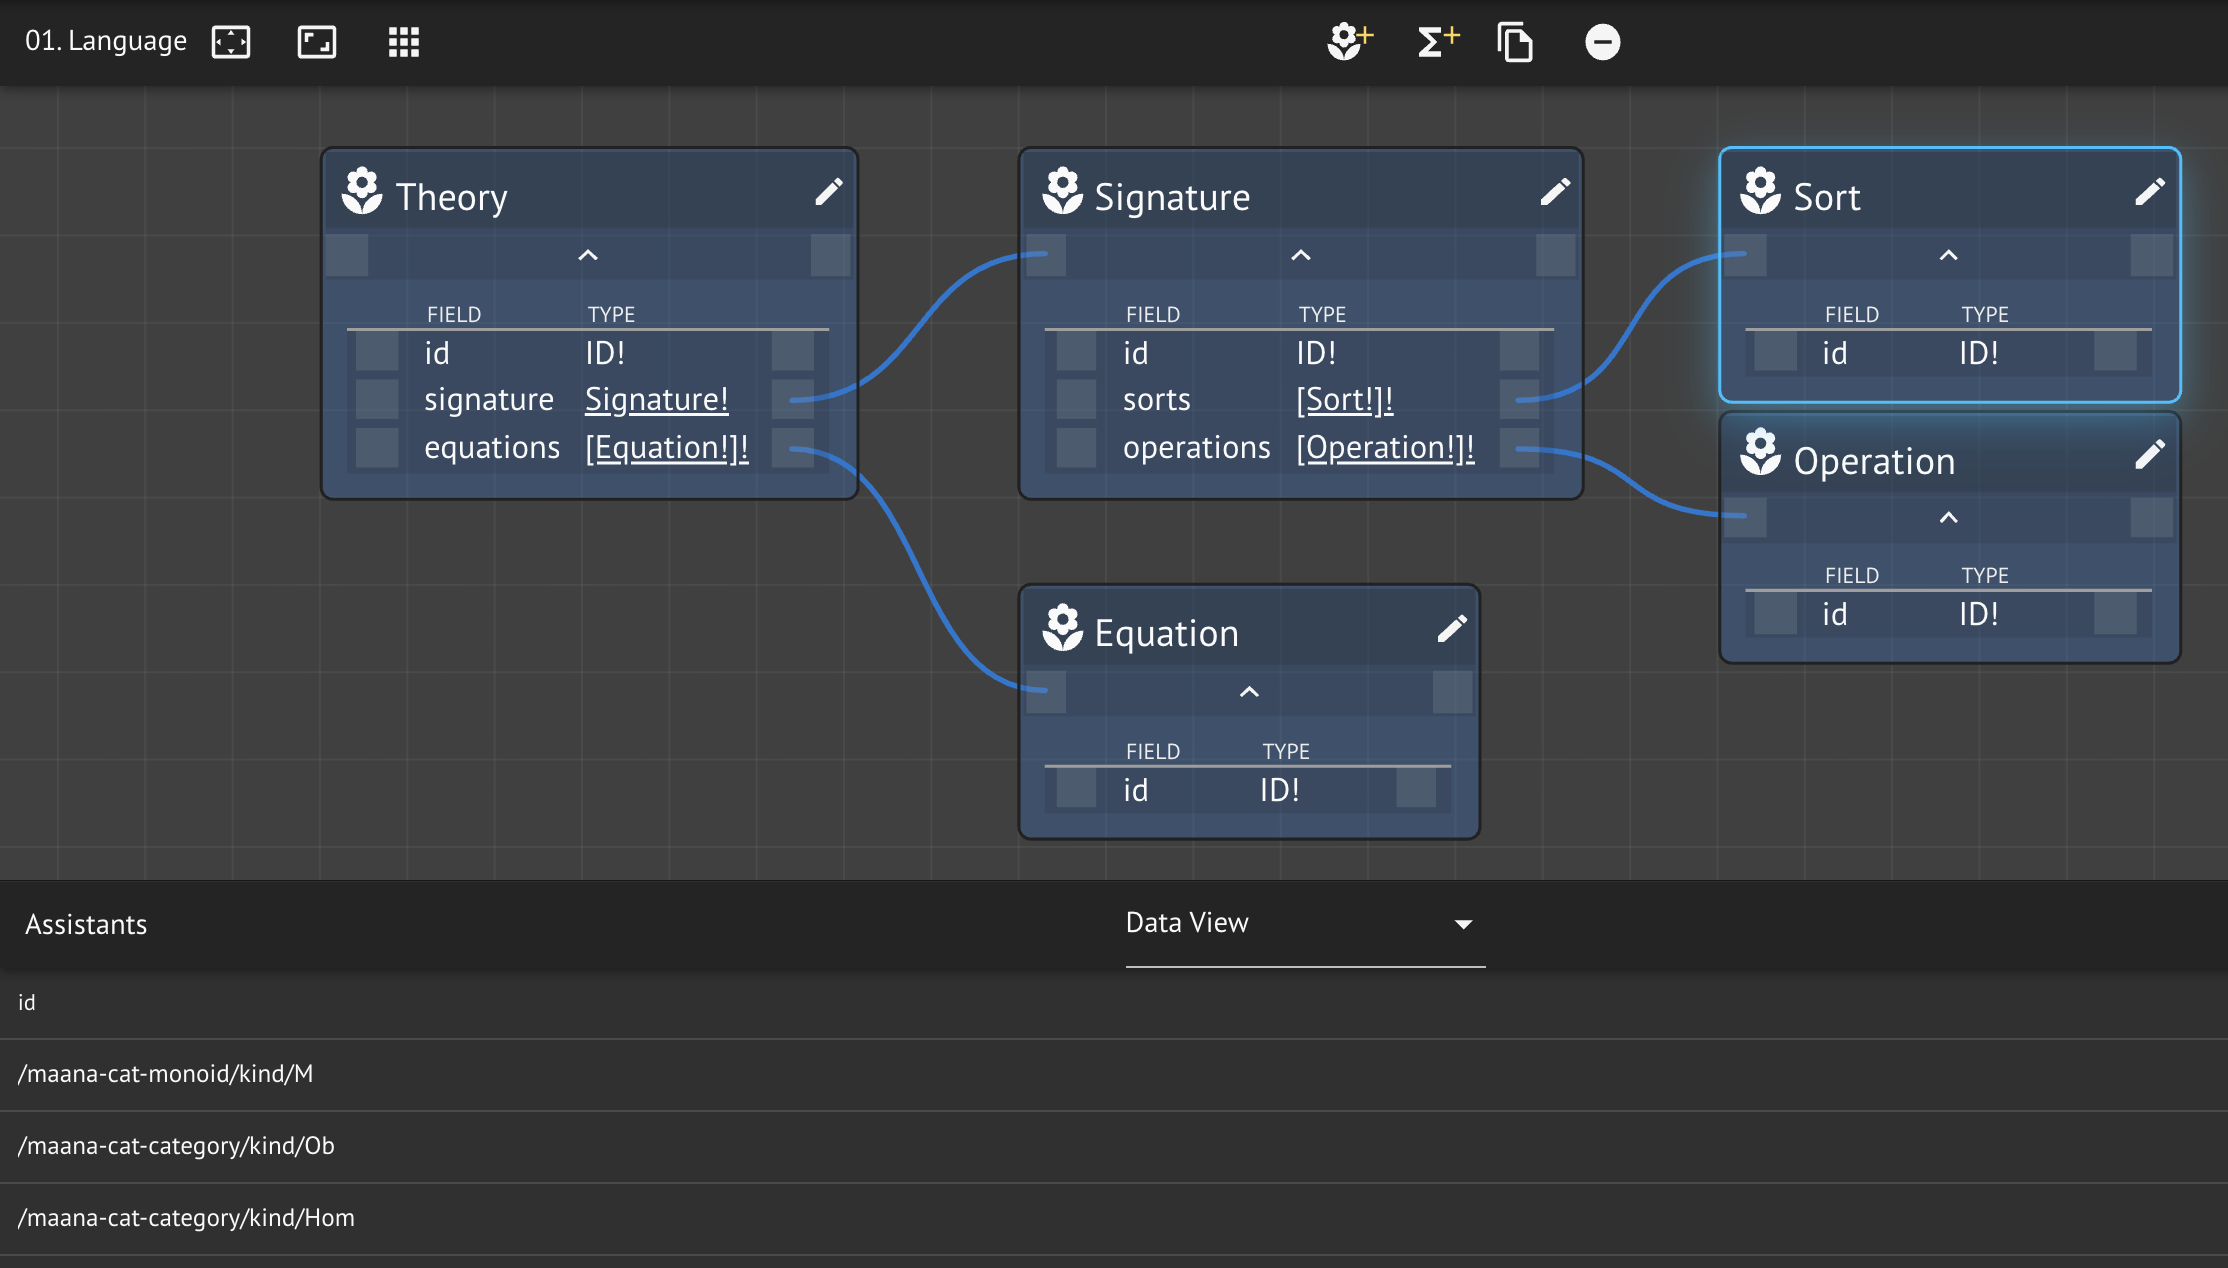 01. Language
Theory
FIELD TYPE
id ID!
signature Signature!
equations [Equation!]!
Signature
FIELD TYPE
id ID!
sorts [Sort!]!
operations [Operation!]!
Sort
FIELD TYPE
id ID!
Operation
FIELD TYPE
id ID!
Equation
FIELD TYPE
id ID!
Assistants
Data View
id
/maana-cat-monoid/kind/M
/maana-cat-category/kind/Ob
/maana-cat-category/kind/Hom